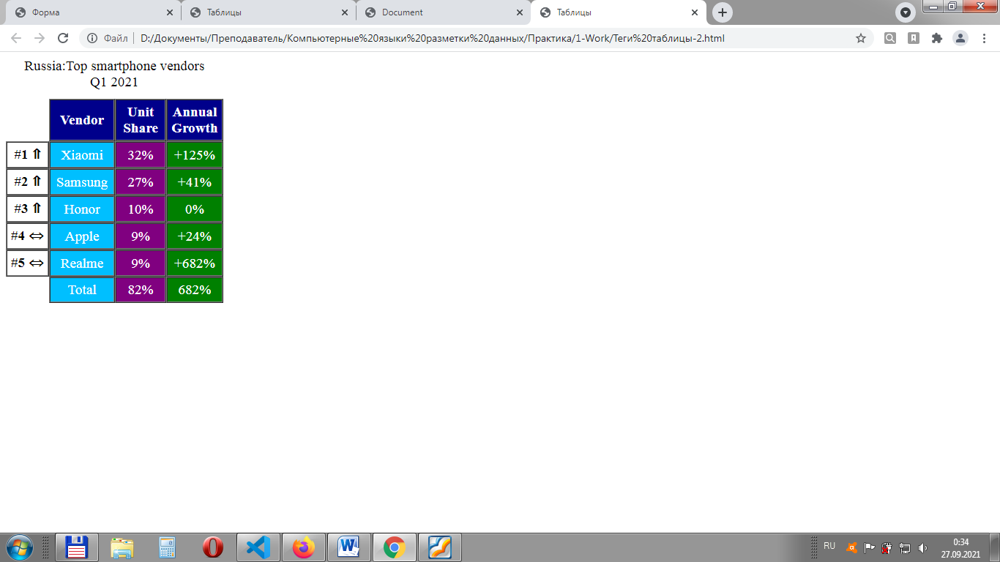 Форма
Таблицы
Document
Таблицы
Файл D:/Документы/Преподаватель/Компьютерные%20языки%20разметки%20данных/Практика/1-Work/Теги%20таблицы-2.html
Russia:Top smartphone vendors
Q1 2021
Vendor Unit Share Annual Growth
#1 ⇑ Xiaomi 32% +125%
#2 ⇑ Samsung 27% +41%
#3 ⇑ Honor 10% 0%
#4 ⇔ Apple 9% +24%
#5 ⇔ Realme 9% +682%
Total 82% 682%
RU
0:34
27.09.2021